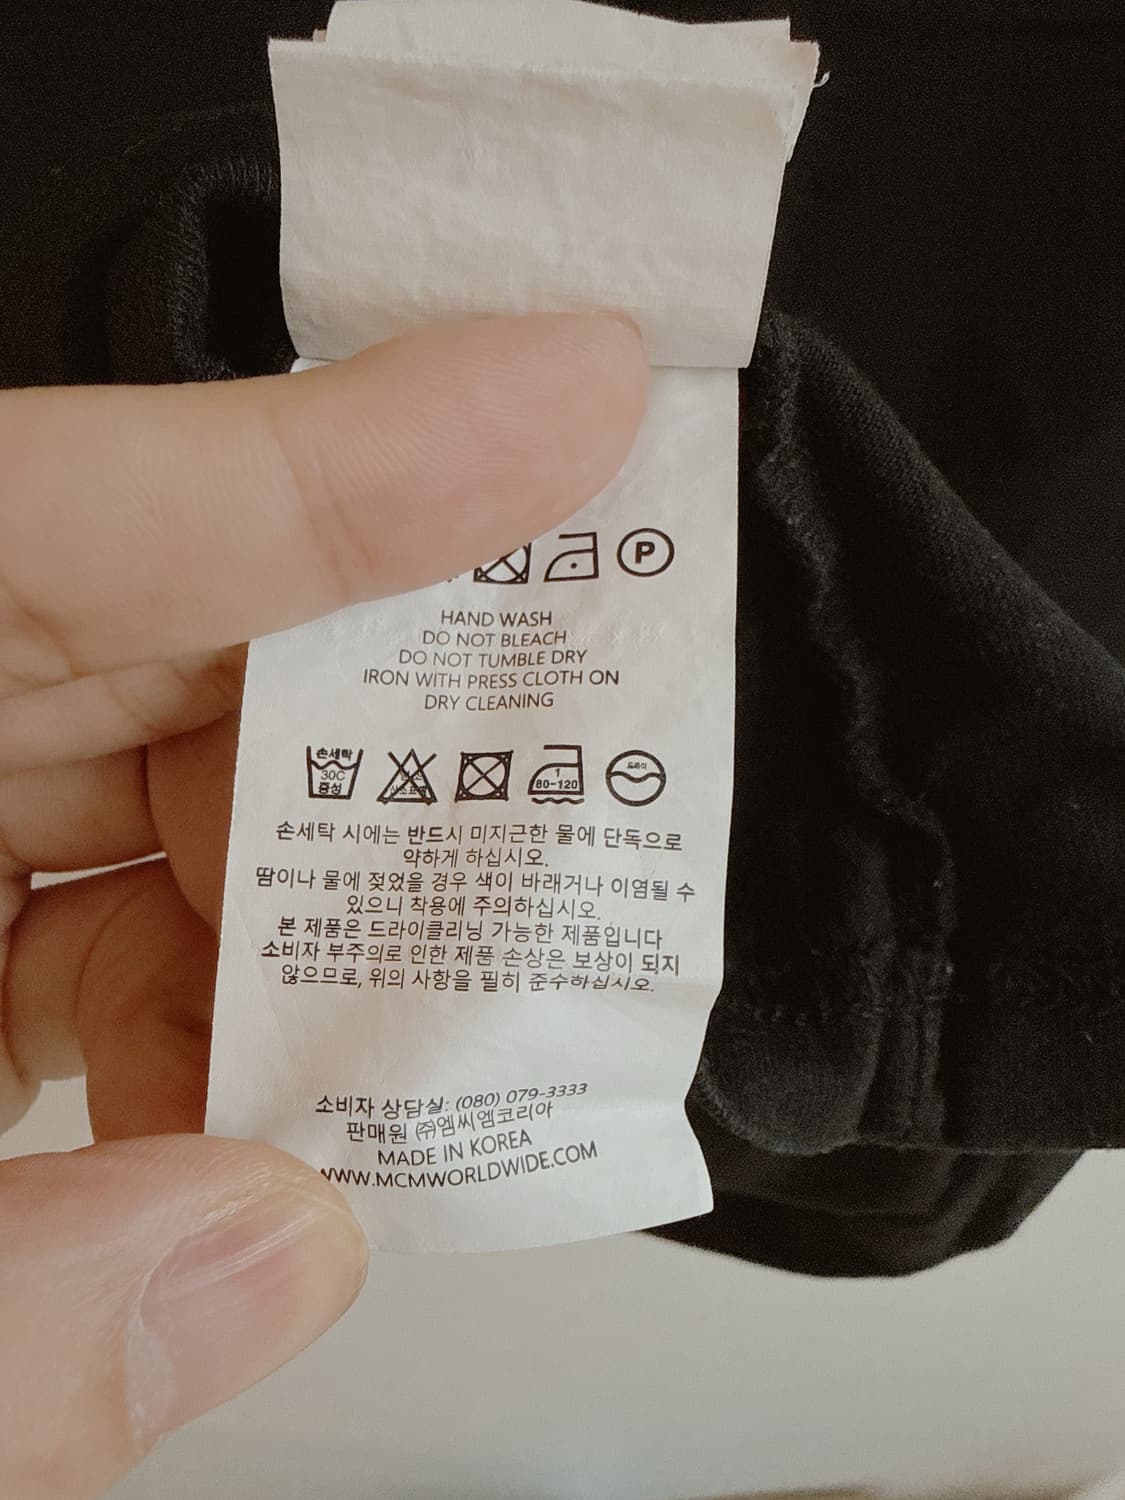 P
HAND WASH
DO NOT BLEACH
DO NOT TUMBLE DRY
IRON WITH PRESS CLOTH ON
DRY CLEANING
손세탁
30C
중성
1
80-120
드라이
손세탁 시에는 반드시 미지근한 물에 단독으로
약하게 하십시오.
땀이나 물에 젖었을 경우 색이 바래거나 이염될 수
있으니 착용에 주의하십시오.
본 제품은 드라이클리닝 가능한 제품입니다
소비자 부주의로 인한 제품 손상은 보상이 되지
않으므로, 위의 사항을 필히 준수하십시오.
소비자 상담실: (080) 079-3333
판매원 ㈜엠씨엠코리아
MADE IN KOREA
WWW.MCMWORLDWIDE.COM